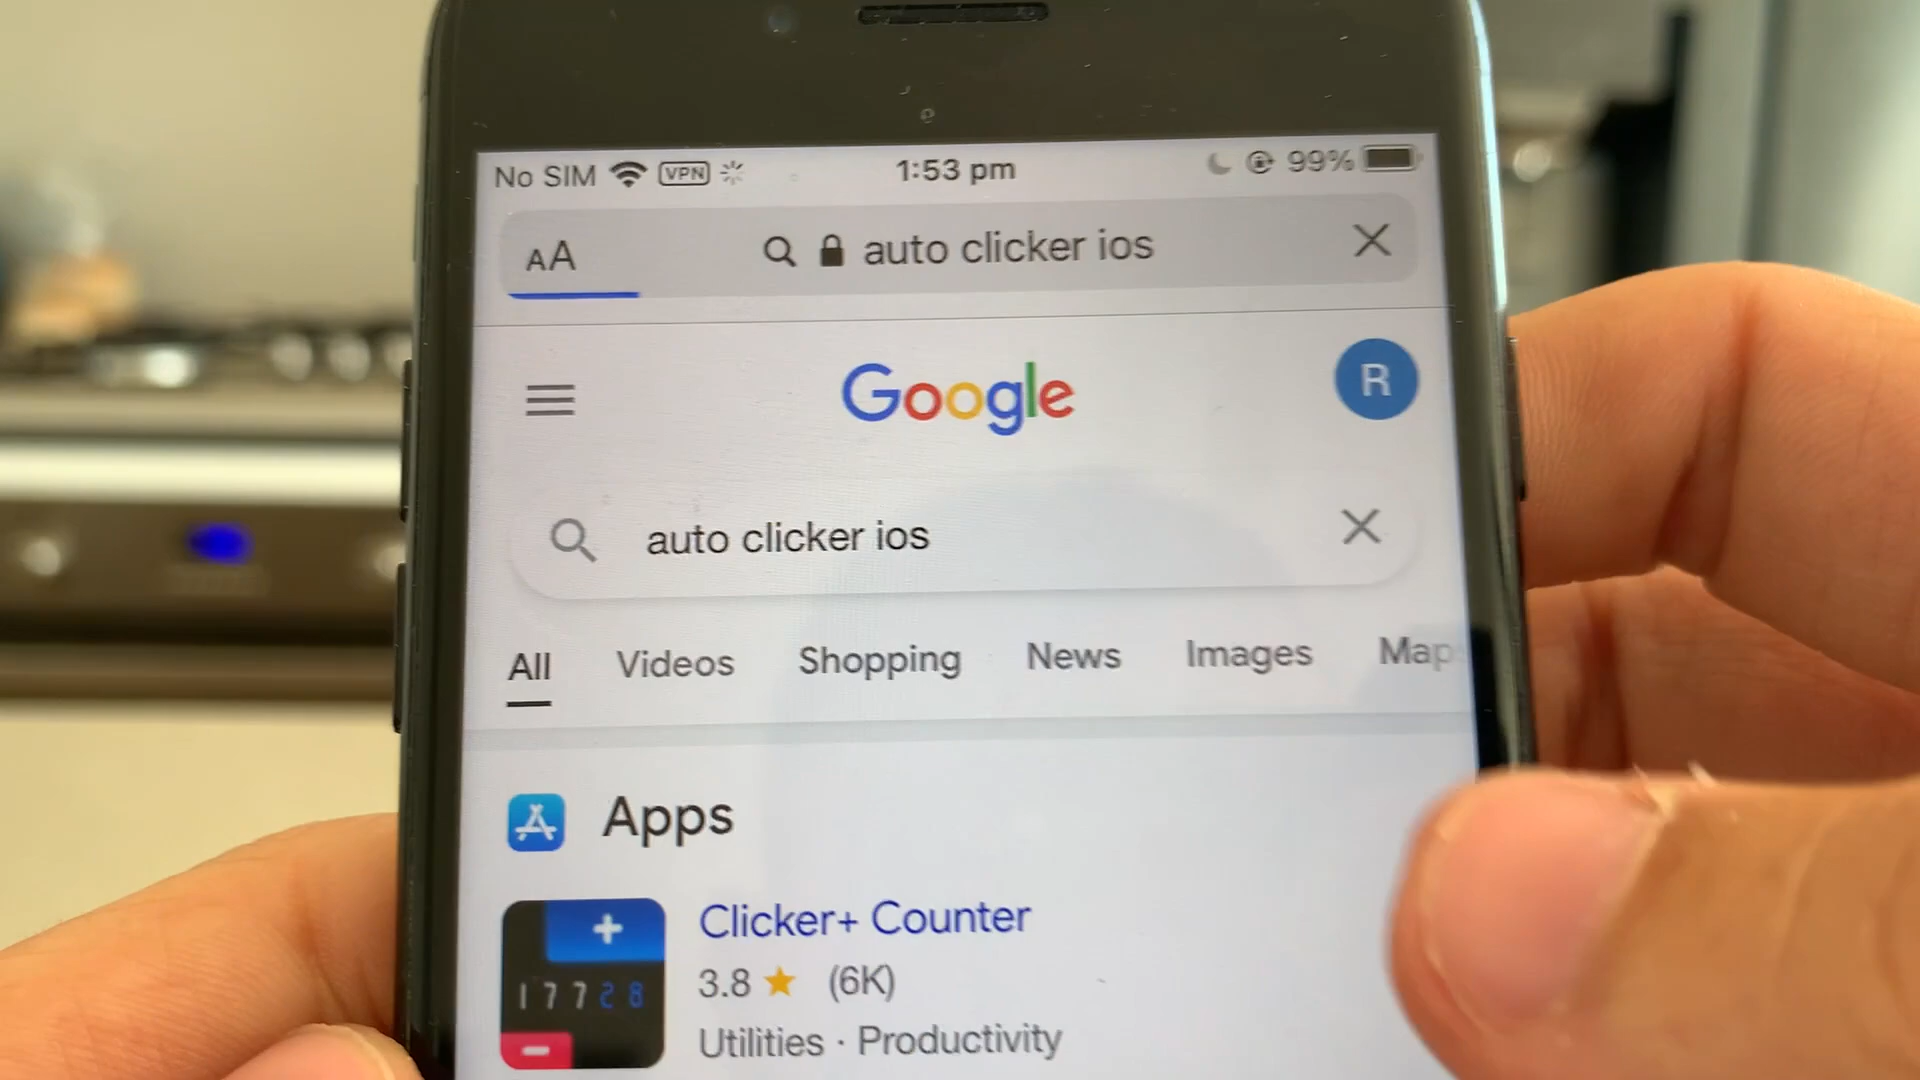 No SIM VPN 1:53 pm 99%
AA auto clicker ios
Google R
auto clicker ios
All Videos Shopping News Images Map
Apps
Clicker+ Counter
17728
3.8 (6K)
Utilities · Productivity